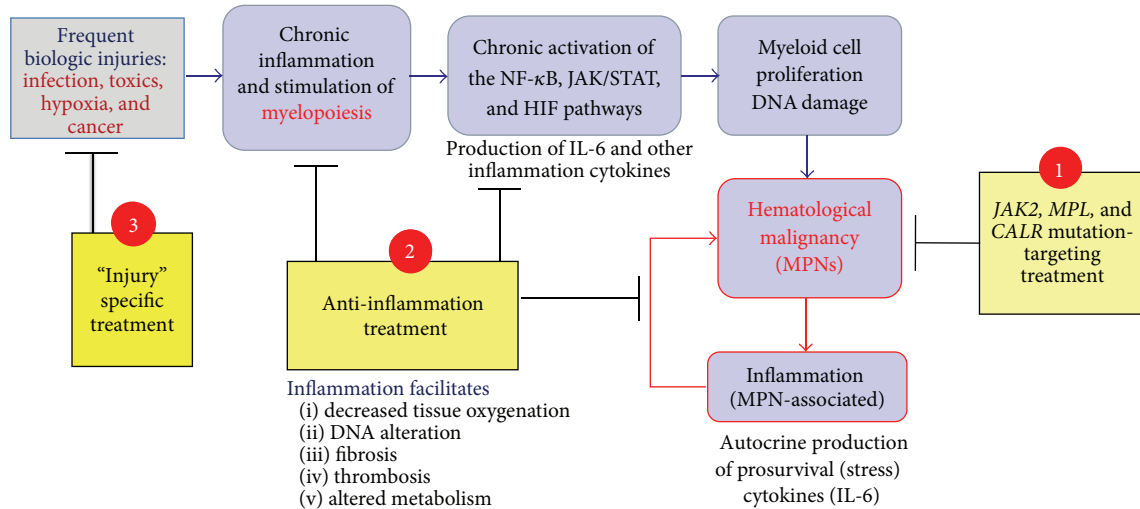 Frequent
biologic injuries:
infection, toxics,
hypoxia, and
cancer
Chronic
inflammation
and stimulation of
myelopoiesis
Chronic activation of
the NF-κB, JAK/STAT,
and HIF pathways
Production of IL-6 and other
inflammation cytokines
Myeloid cell
proliferation
DNA damage
3
"Injury"
specific
treatment
2
Anti-inflammation
treatment
Inflammation facilitates
(i) decreased tissue oxygenation
(ii) DNA alteration
(iii) fibrosis
(iv) thrombosis
(v) altered metabolism
Hematological
malignancy
(MPNs)
Inflammation
(MPN-associated)
Autocrine production
of prosurvival (stress)
cytokines (IL-6)
1
JAK2, MPL, and
CALR mutation-
targeting
treatment